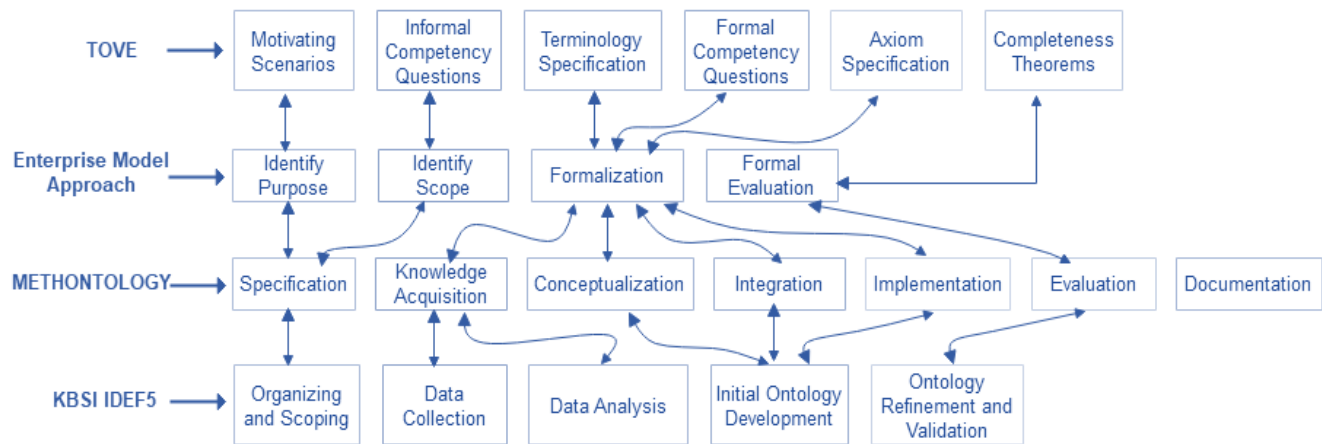 TOVE
Motivating
Scenarios
Informal
Competency
Questions
Terminology
Specification
Formal
Competency
Questions
Axiom
Specification
Completeness
Theorems
Enterprise Model
Approach
Identify
Purpose
Identify
Scope
Formalization
Formal
Evaluation
METHONTOLOGY
Specification
Knowledge
Acquisition
Conceptualization
Integration
Implementation
Evaluation
Documentation
KBSI IDEF5
Organizing
and Scoping
Data
Collection
Data Analysis
Initial Ontology
Development
Ontology
Refinement and
Validation